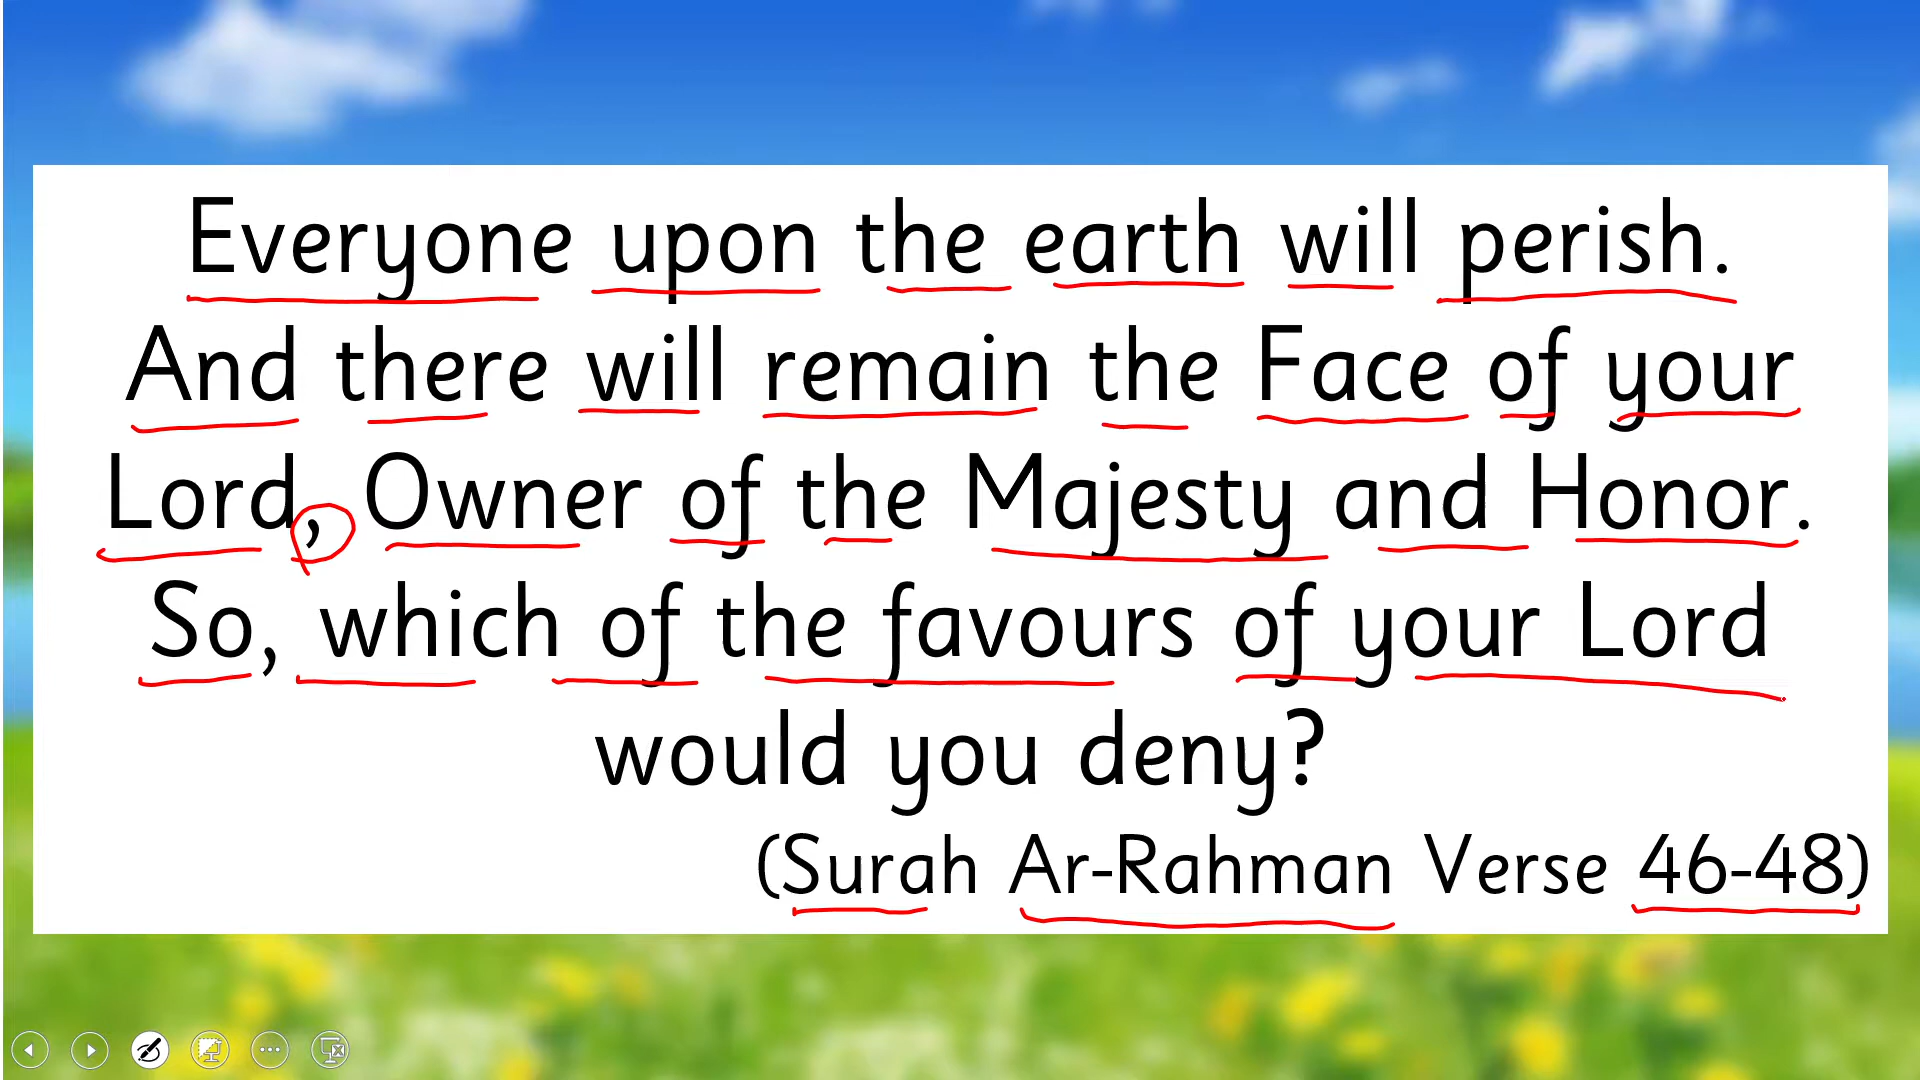 Everyone upon the earth will perish.
And there will remain the Face of your
Lord, Owner of the Majesty and Honor.
So, which of the favours of your Lord
would you deny?
(Surah Ar-Rahman Verse 46-48)